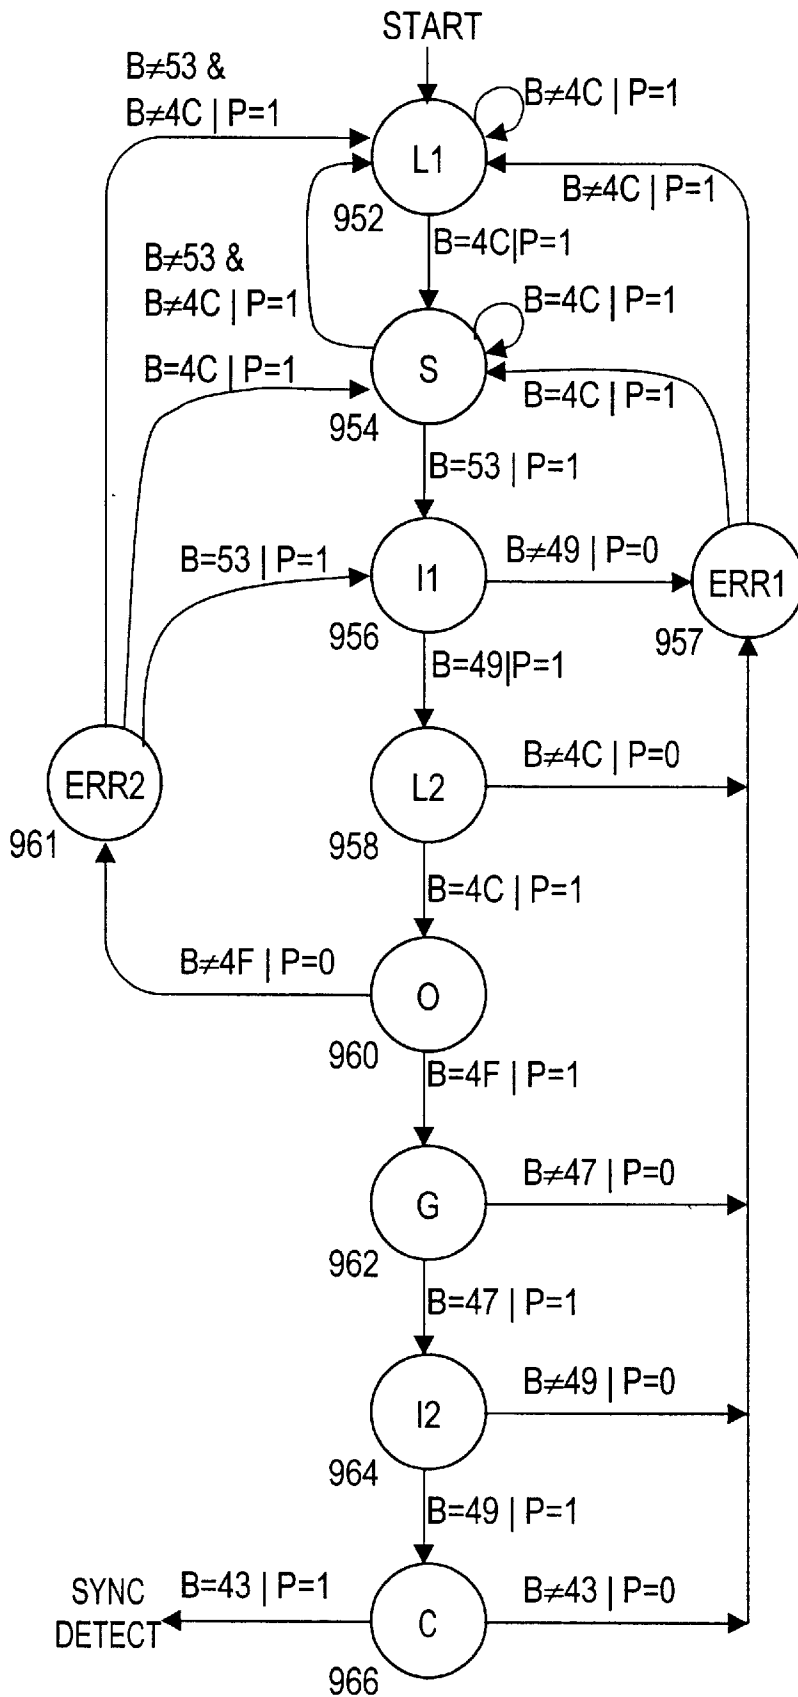 START
B≠53 &
B≠4C | P=1
B≠4C | P=1
L1
B≠4C | P=1
952
B=4C|P=1
B≠53 &
B≠4C | P=1
B=4C | P=1
S
B=4C | P=1
B=4C | P=1
954
B=53 | P=1
B=53 | P=1
I1
B≠49 | P=0
ERR1
956
957
B=49|P=1
ERR2
L2
B≠4C | P=0
961
958
B=4C | P=1
B≠4F | P=0
O
960
B=4F | P=1
G
B≠47 | P=0
962
B=47 | P=1
I2
B≠49 | P=0
964
B=49 | P=1
SYNC
DETECT
B=43 | P=1
C
B≠43 | P=0
966